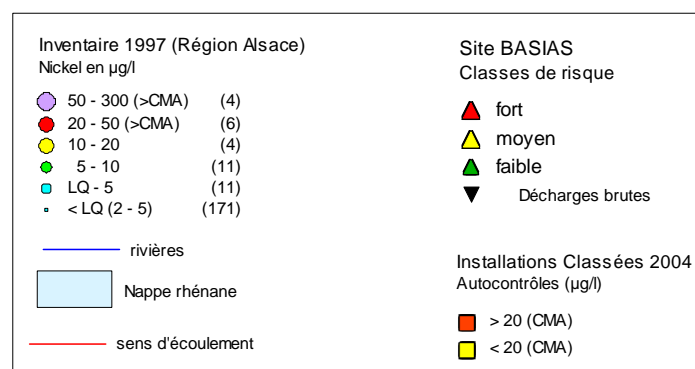 Inventaire 1997 (Région Alsace)
Nickel en µg/l
50 - 300 (>CMA) (4)
20 - 50 (>CMA) (6)
10 - 20 (4)
5 - 10 (11)
LQ - 5 (11)
< LQ (2 - 5) (171)
rivières
Nappe rhénane
sens d'écoulement
Site BASIAS
Classes de risque
fort
moyen
faible
Décharges brutes
Installations Classées 2004
Autocontrôles (µg/l)
> 20 (CMA)
< 20 (CMA)